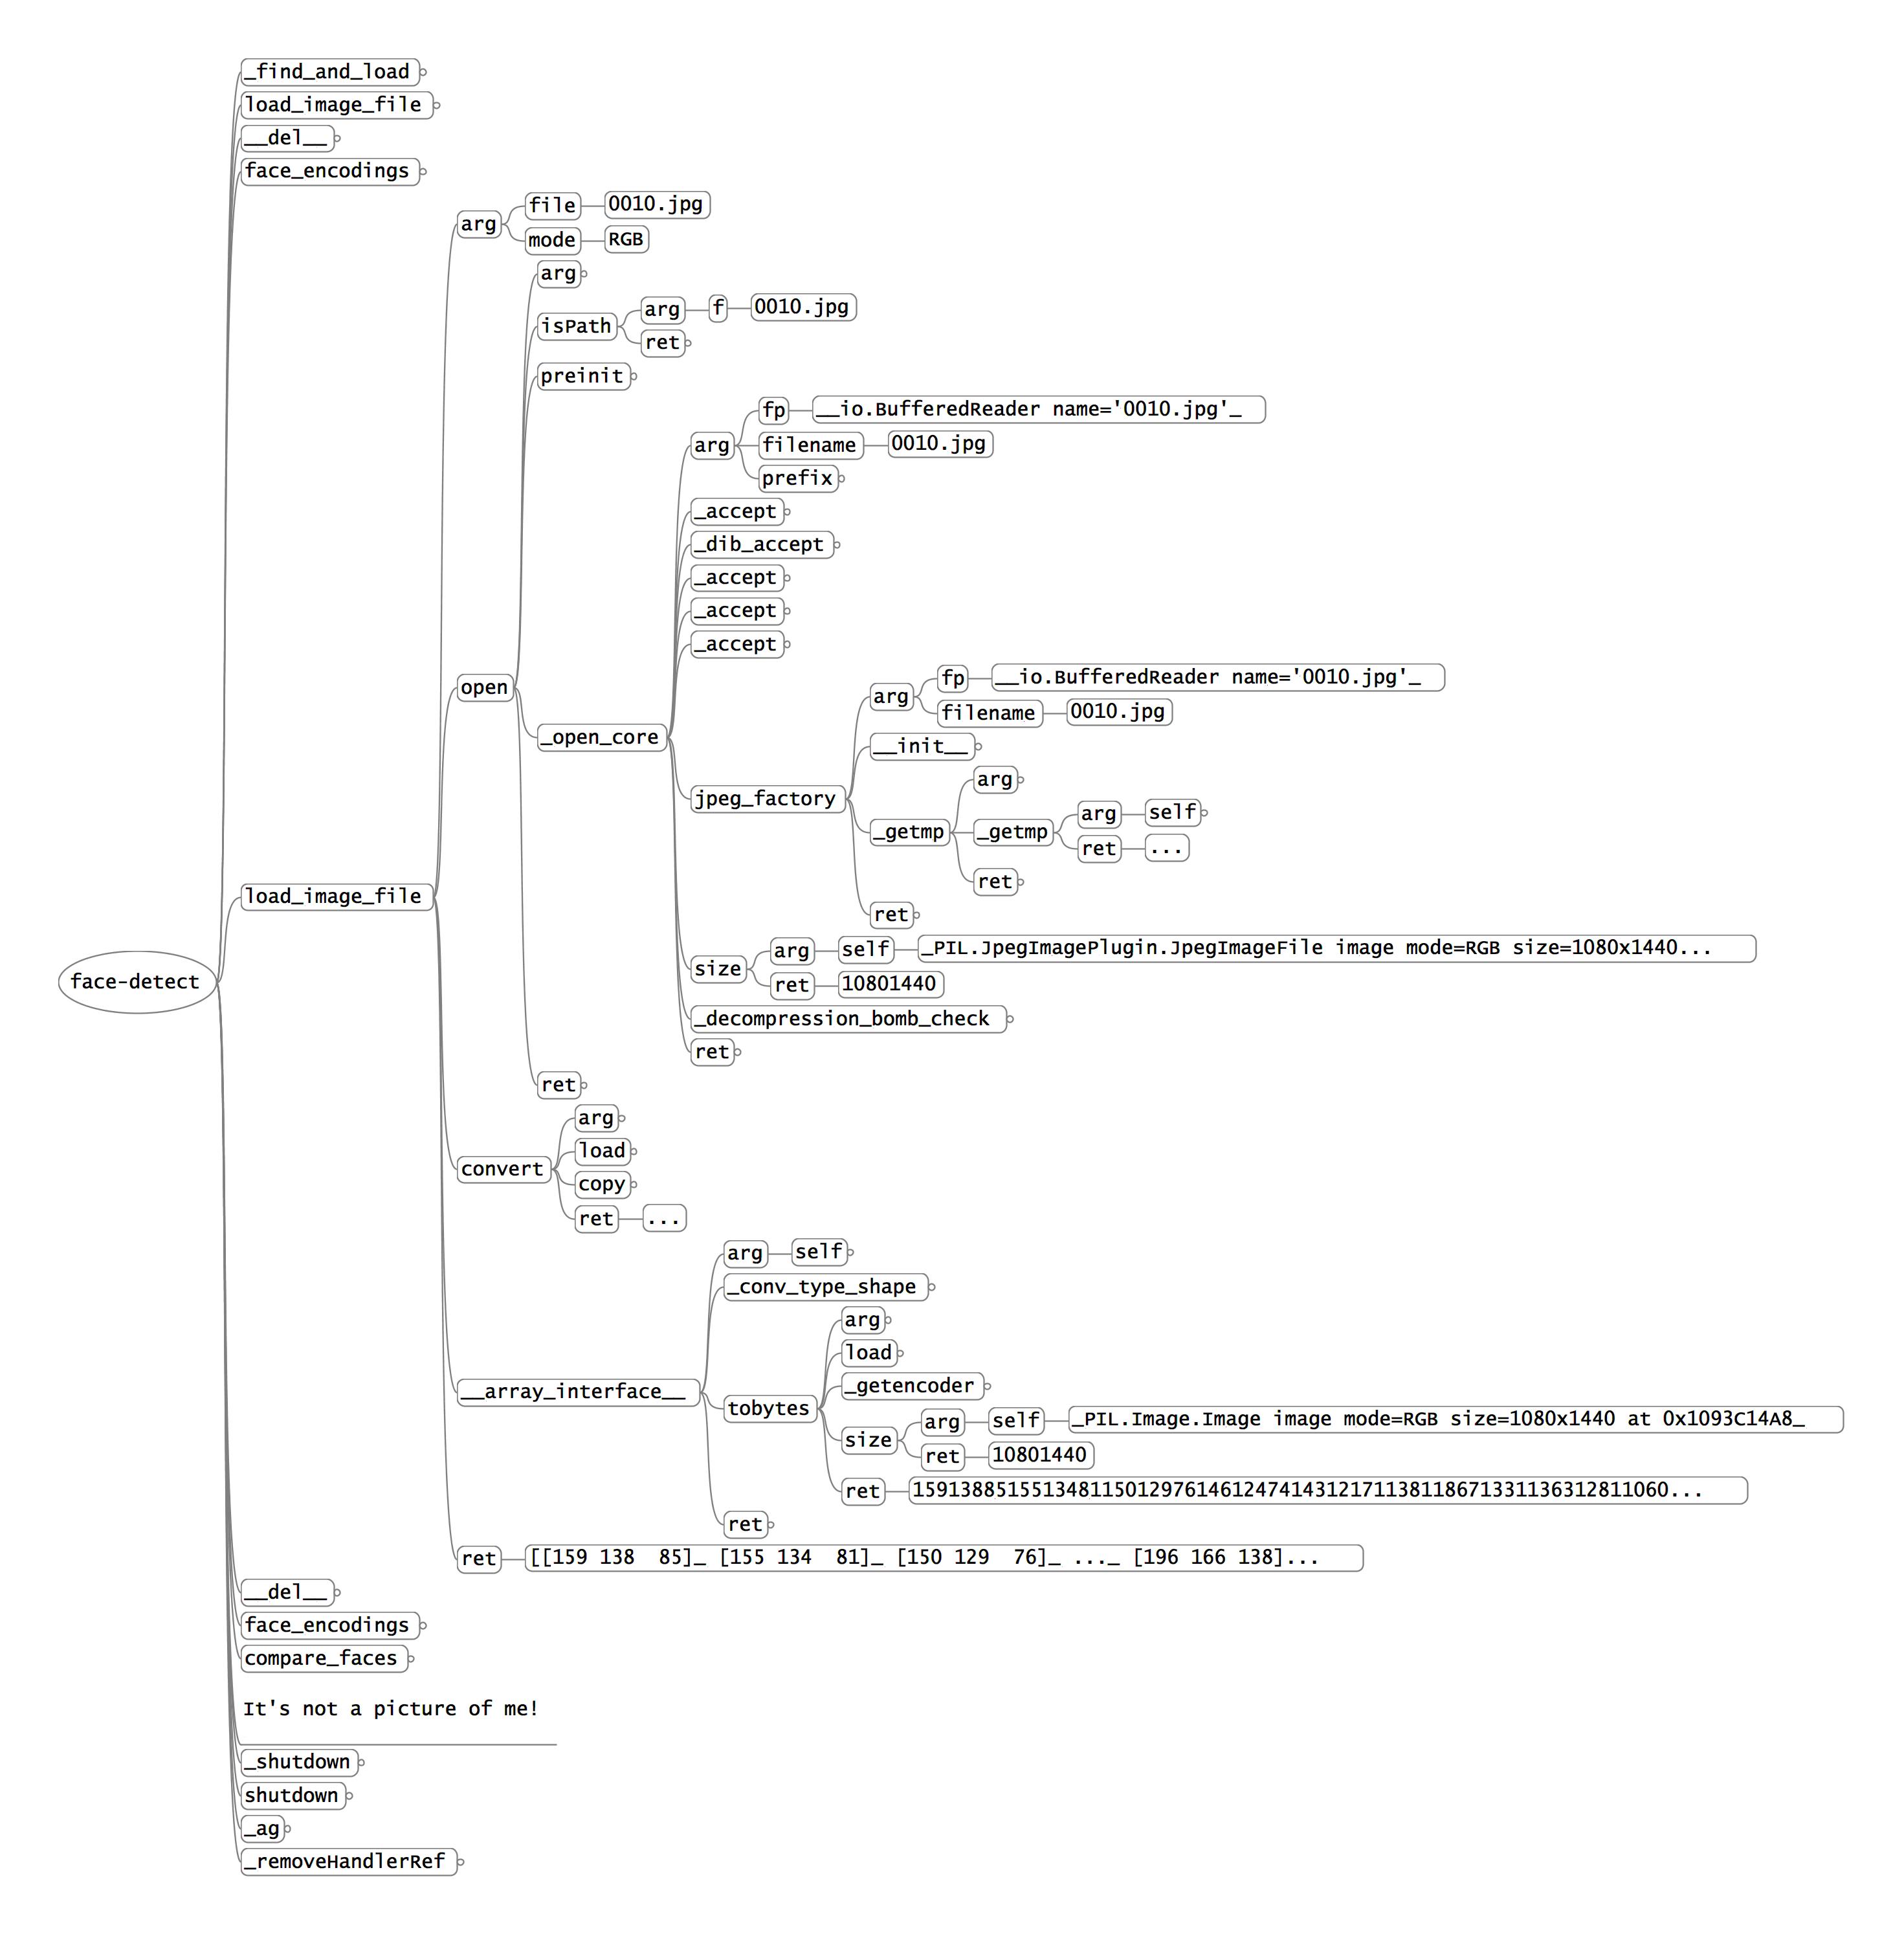 _find_and_load
load_image_file
__del__
face_encodings
arg
file
0010.jpg
mode
RGB
arg
isPath
arg
f
0010.jpg
ret
preinit
arg
fp
__io.BufferedReader name='0010.jpg'_
filename
0010.jpg
prefix
_accept
_dib_accept
_accept
_accept
_accept
open
_open_core
jpeg_factory
arg
fp
__io.BufferedReader name='0010.jpg'_
filename
0010.jpg
__init__
_getmp
arg
_getmp
arg
self
ret
...
ret
ret
load_image_file
face-detect
size
arg
self
_PIL.JpegImagePlugin.JpegImageFile image mode=RGB size=1080x1440...
ret
10801440
_decompression_bomb_check
ret
ret
convert
arg
load
copy
ret
...
__array_interface__
arg
self
_conv_type_shape
tobytes
arg
load
_getencoder
size
arg
self
_PIL.Image.Image image mode=RGB size=1080x1440 at 0x1093C14A8_
ret
10801440
ret
1591388515513481150129761461247414312171138118671331136312811060...
ret
ret
[[159 138  85]_ [155 134  81]_ [150 129  76]_ ..._ [196 166 138]...
__del__
face_encodings
compare_faces
It's not a picture of me!
_shutdown
shutdown
_ag
_removeHandlerRef